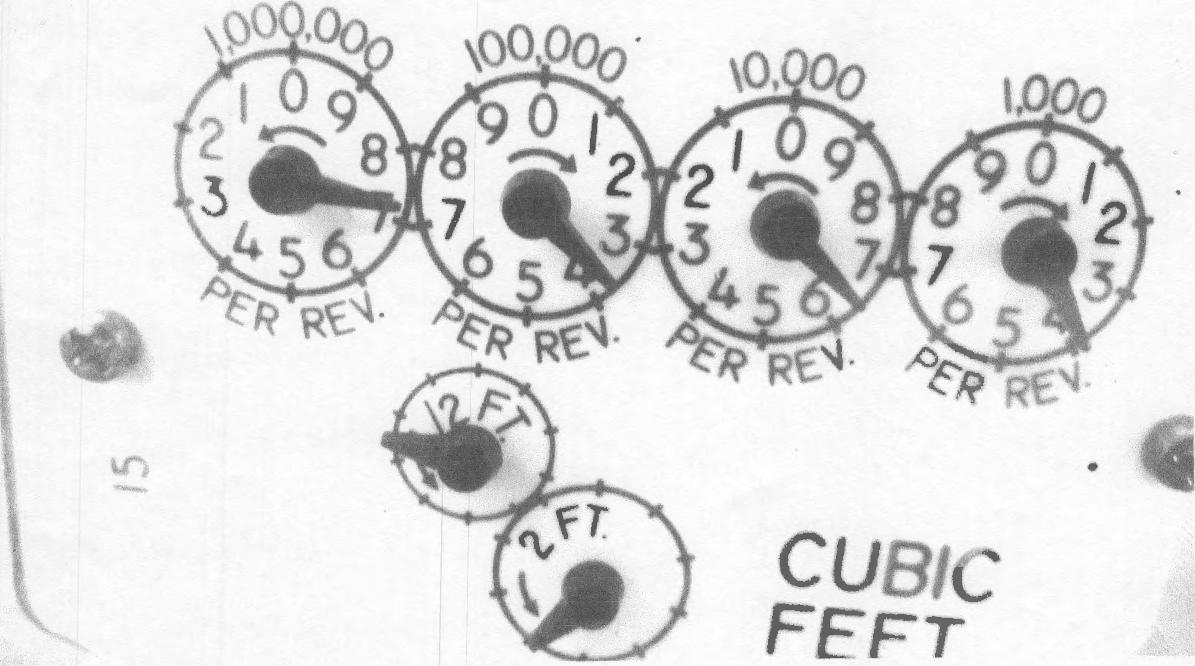 1,000,000 100,000 10,000 1,000
0 9 8 7 6 5 4 3 2 1
0 1 2 3 4 5 6 7 8 9
0 9 8 7 6 5 4 3 2 1
0 1 2 3 4 5 6 7 8 9
PER REV. PER REV. PER REV. PER REV.
1/2 FT.
15
2 FT.
CUBIC
FEET